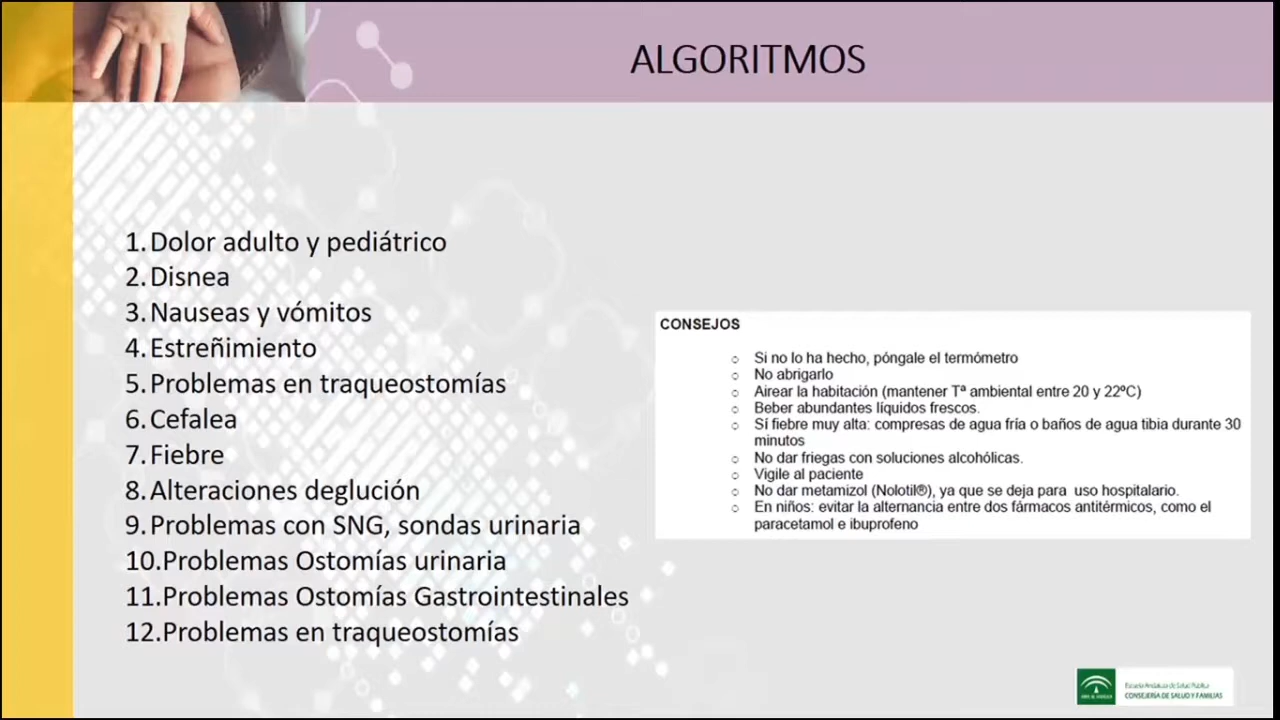 ALGORITMOS
1. Dolor adulto y pediátrico
2. Disnea
3. Nauseas y vómitos
4. Estreñimiento
5. Problemas en traqueostomías
6. Cefalea
7. Fiebre
8. Alteraciones deglución
9. Problemas con SNG, sondas urinaria
10.Problemas Ostomías urinaria
11.Problemas Ostomías Gastrointestinales
12.Problemas en traqueostomías
CONSEJOS
o Si no lo ha hecho, póngale el termómetro
o No abrigarlo
o Airear la habitación (mantener Tª ambiental entre 20 y 22ºC)
o Beber abundantes líquidos frescos.
o Sí fiebre muy alta: compresas de agua fría o baños de agua tibia durante 30
minutos
o No dar friegas con soluciones alcohólicas.
o Vigile al paciente
o No dar metamizol (Nolotil®), ya que se deja para uso hospitalario.
o En niños: evitar la alternancia entre dos fármacos antitérmicos, como el
paracetamol e ibuprofeno
Escuela Andaluza de Salud Pública
CONSEJERÍA DE SALUD Y FAMILIAS